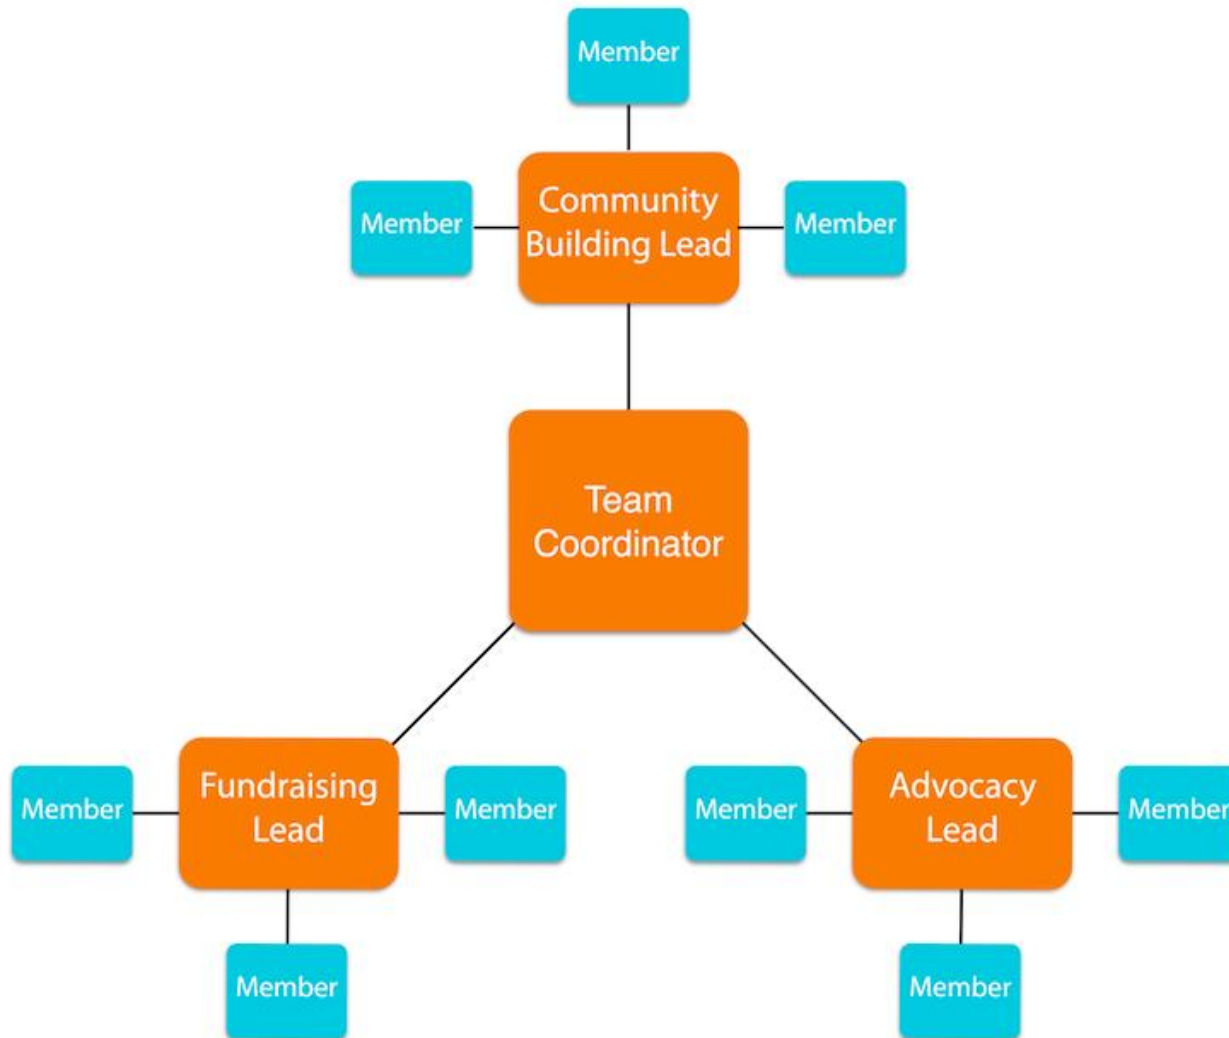 Member
Member
Community
Building Lead
Member
Team
Coordinator
Member
Fundraising
Lead
Member
Member
Member
Advocacy
Lead
Member
Member